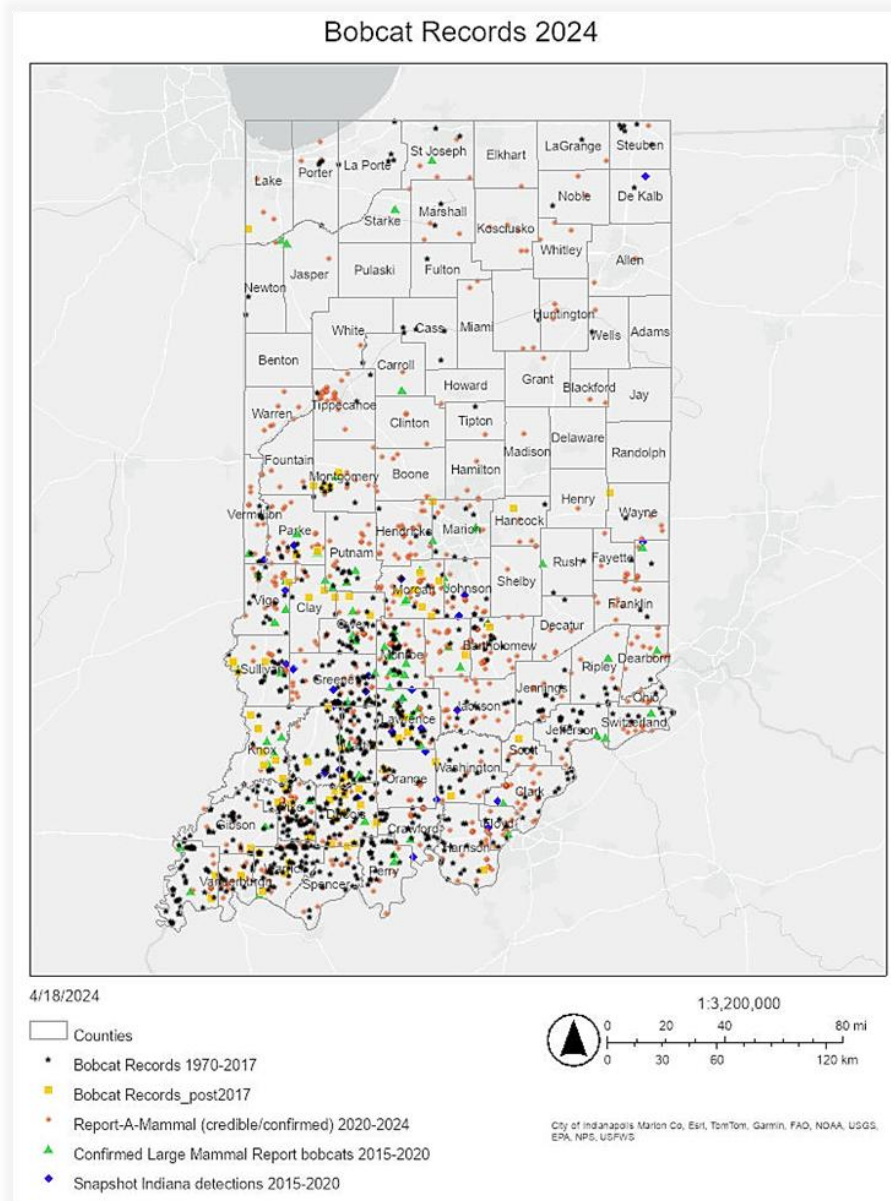 Bobcat Records 2024
St Joseph
Elkhart
LaGrange
Steuben
Lake
Porter
La Porte
Noble
De Kalb
Starke
Marshall
Kosciusko
Whitley
Allen
Newton
Jasper
Pulaski
Fulton
Huntington
Wells
Adams
White
Cass
Miami
Benton
Carroll
Howard
Grant
Blackford
Jay
Warren
Tippecanoe
Clinton
Tipton
Madison
Delaware
Randolph
Fountain
Montgomery
Boone
Hamilton
Henry
Wayne
Vermillion
Parke
Putnam
Hendricks
Marion
Hancock
Rush
Fayette
Vigo
Clay
Morgan
Johnson
Shelby
Franklin
Owen
Monroe
Bartholomew
Decatur
Dearborn
Sullivan
Greene
Jennings
Ripley
Ohio
Lawrence
Jackson
Jefferson
Switzerland
Knox
Orange
Washington
Scott
Clark
Gibson
Pike
Dubois
Crawford
Floyd
Harrison
Vanderburgh
Spencer
Perry
4/18/2024
1:3,200,000
0 20 40 80 mi
0 30 60 120 km
Counties
Bobcat Records 1970-2017
Bobcat Records_post2017
Report-A-Mammal (credible/confirmed) 2020-2024
Confirmed Large Mammal Report bobcats 2015-2020
Snapshot Indiana detections 2015-2020
City of Indianapolis Marion Co, Esri, TomTom, Garmin, FAO, NOAA, USGS,
EPA, NPS, USFWS